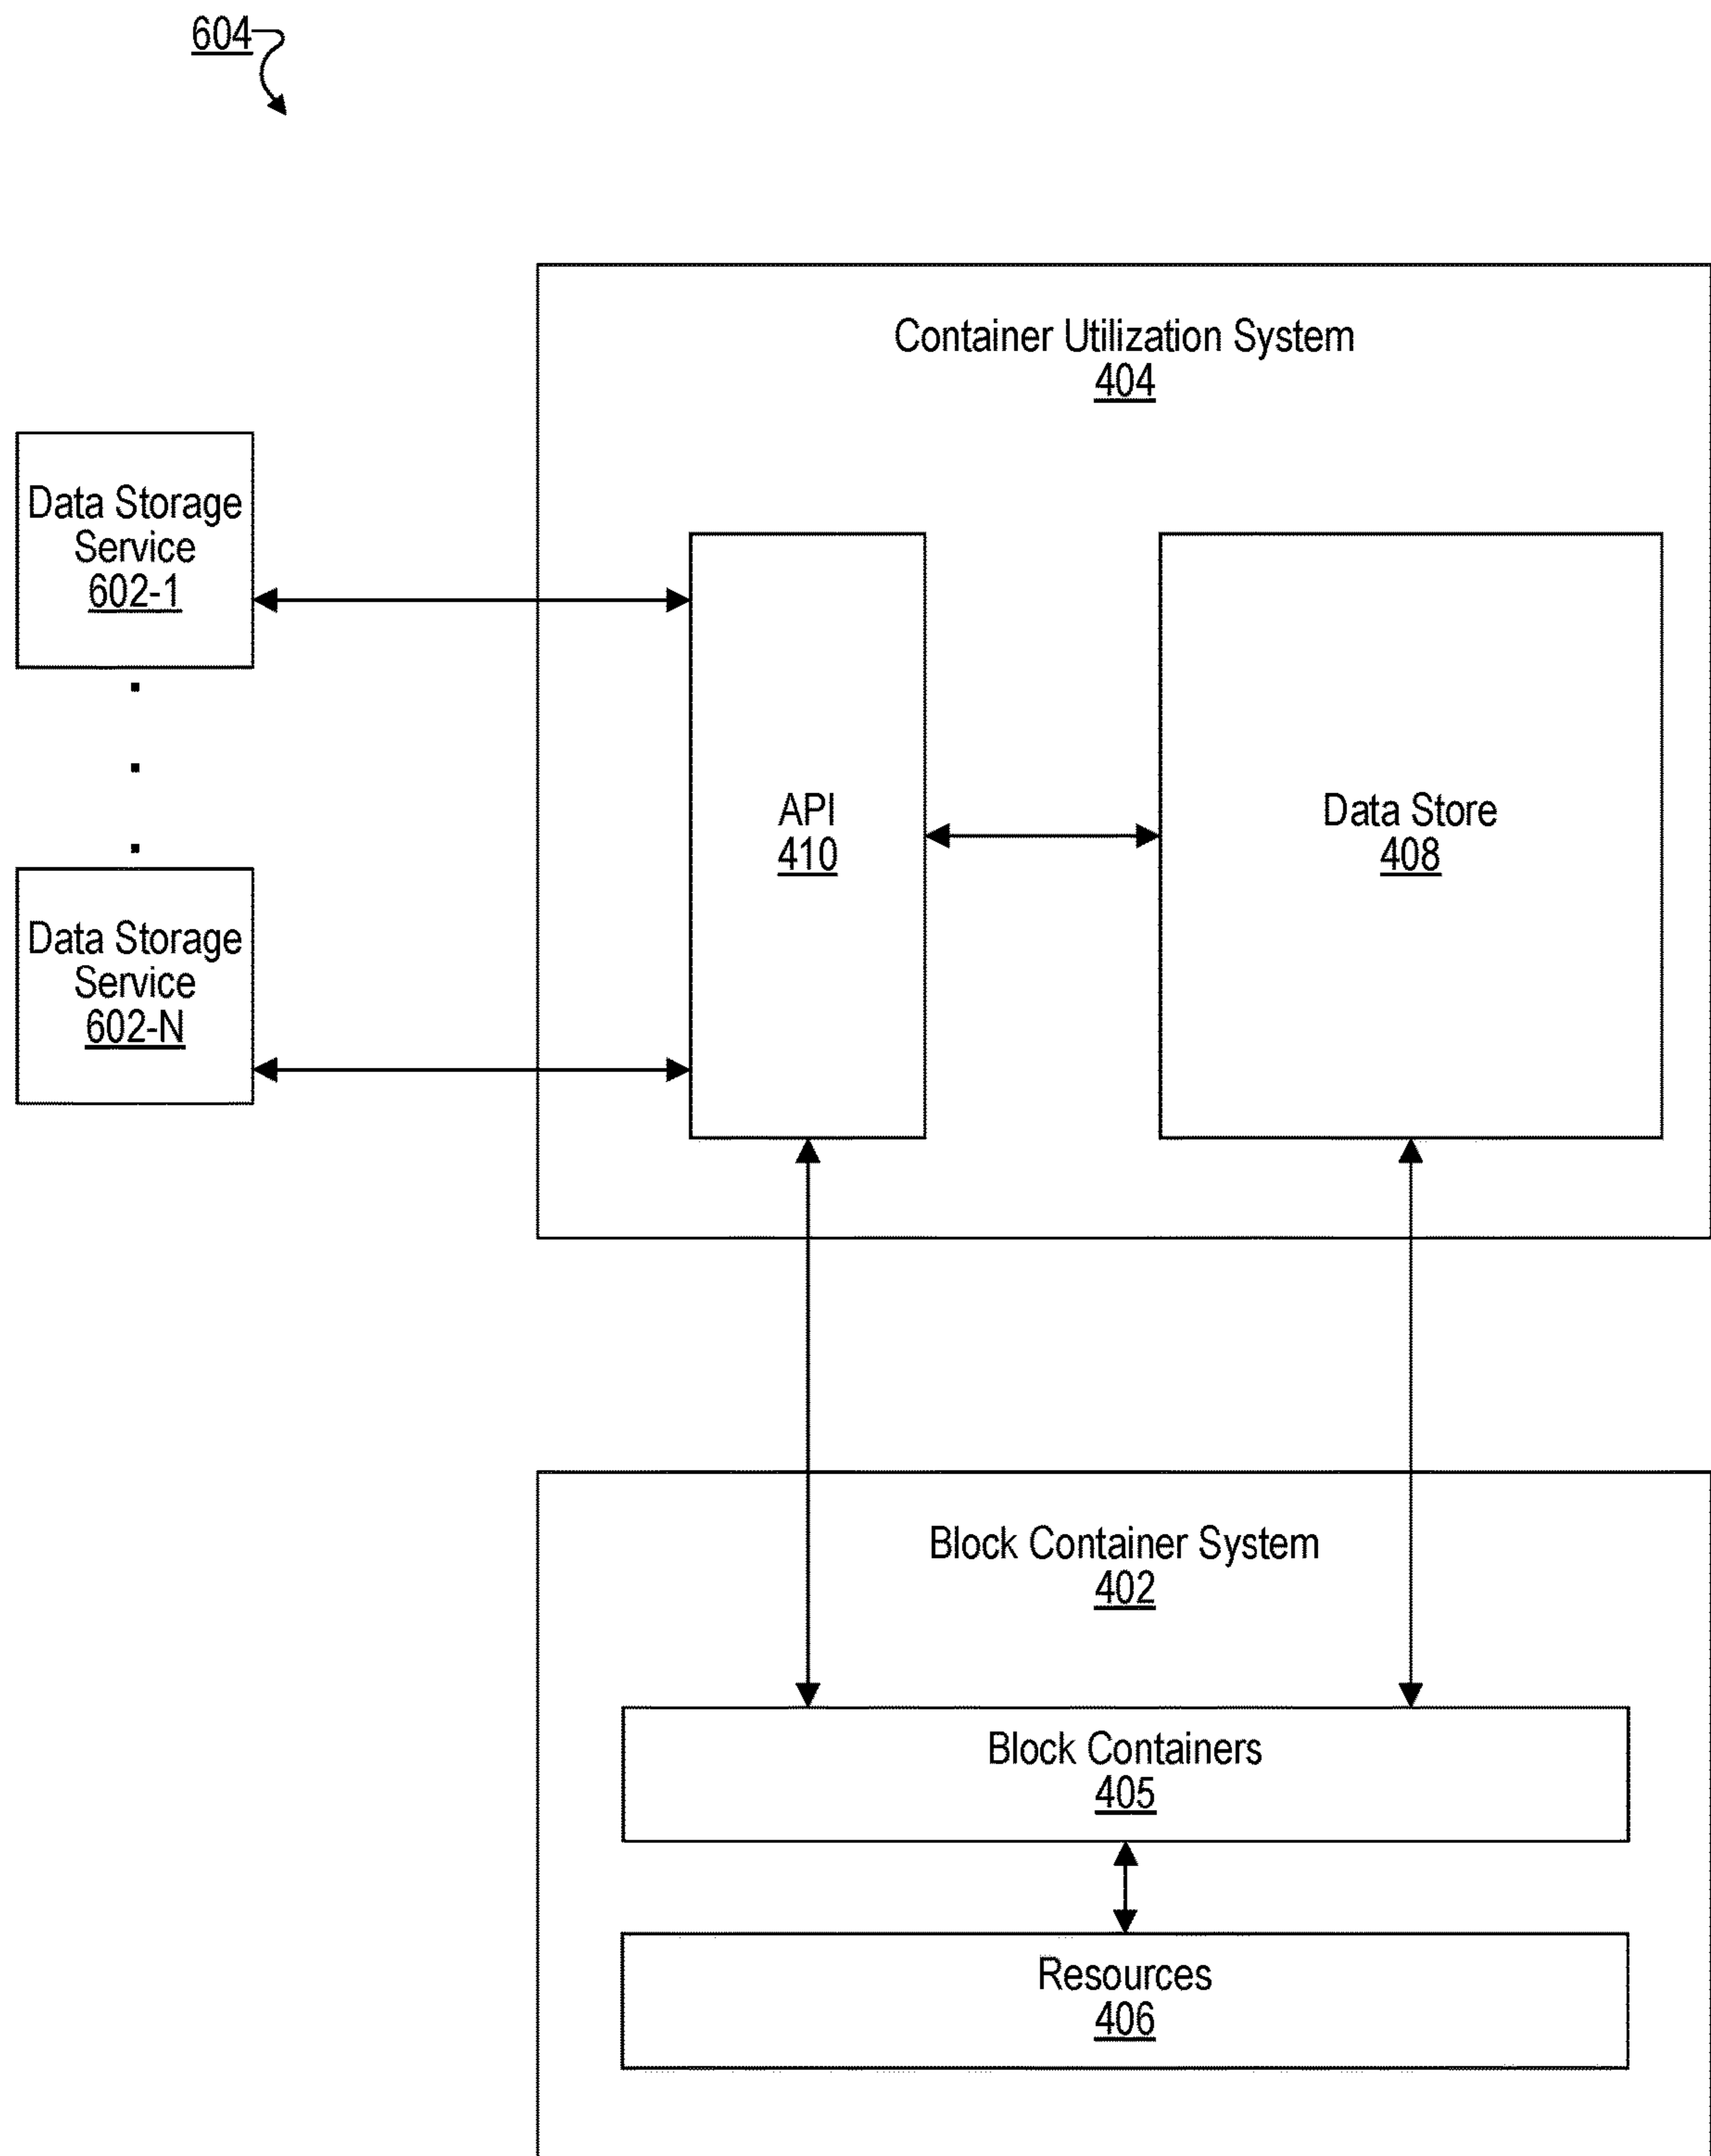 604
Container Utilization System
404
Data Storage
Service
602-1
API
410
Data Store
408
Data Storage
Service
602-N
Block Container System
402
Block Containers
405
Resources
406